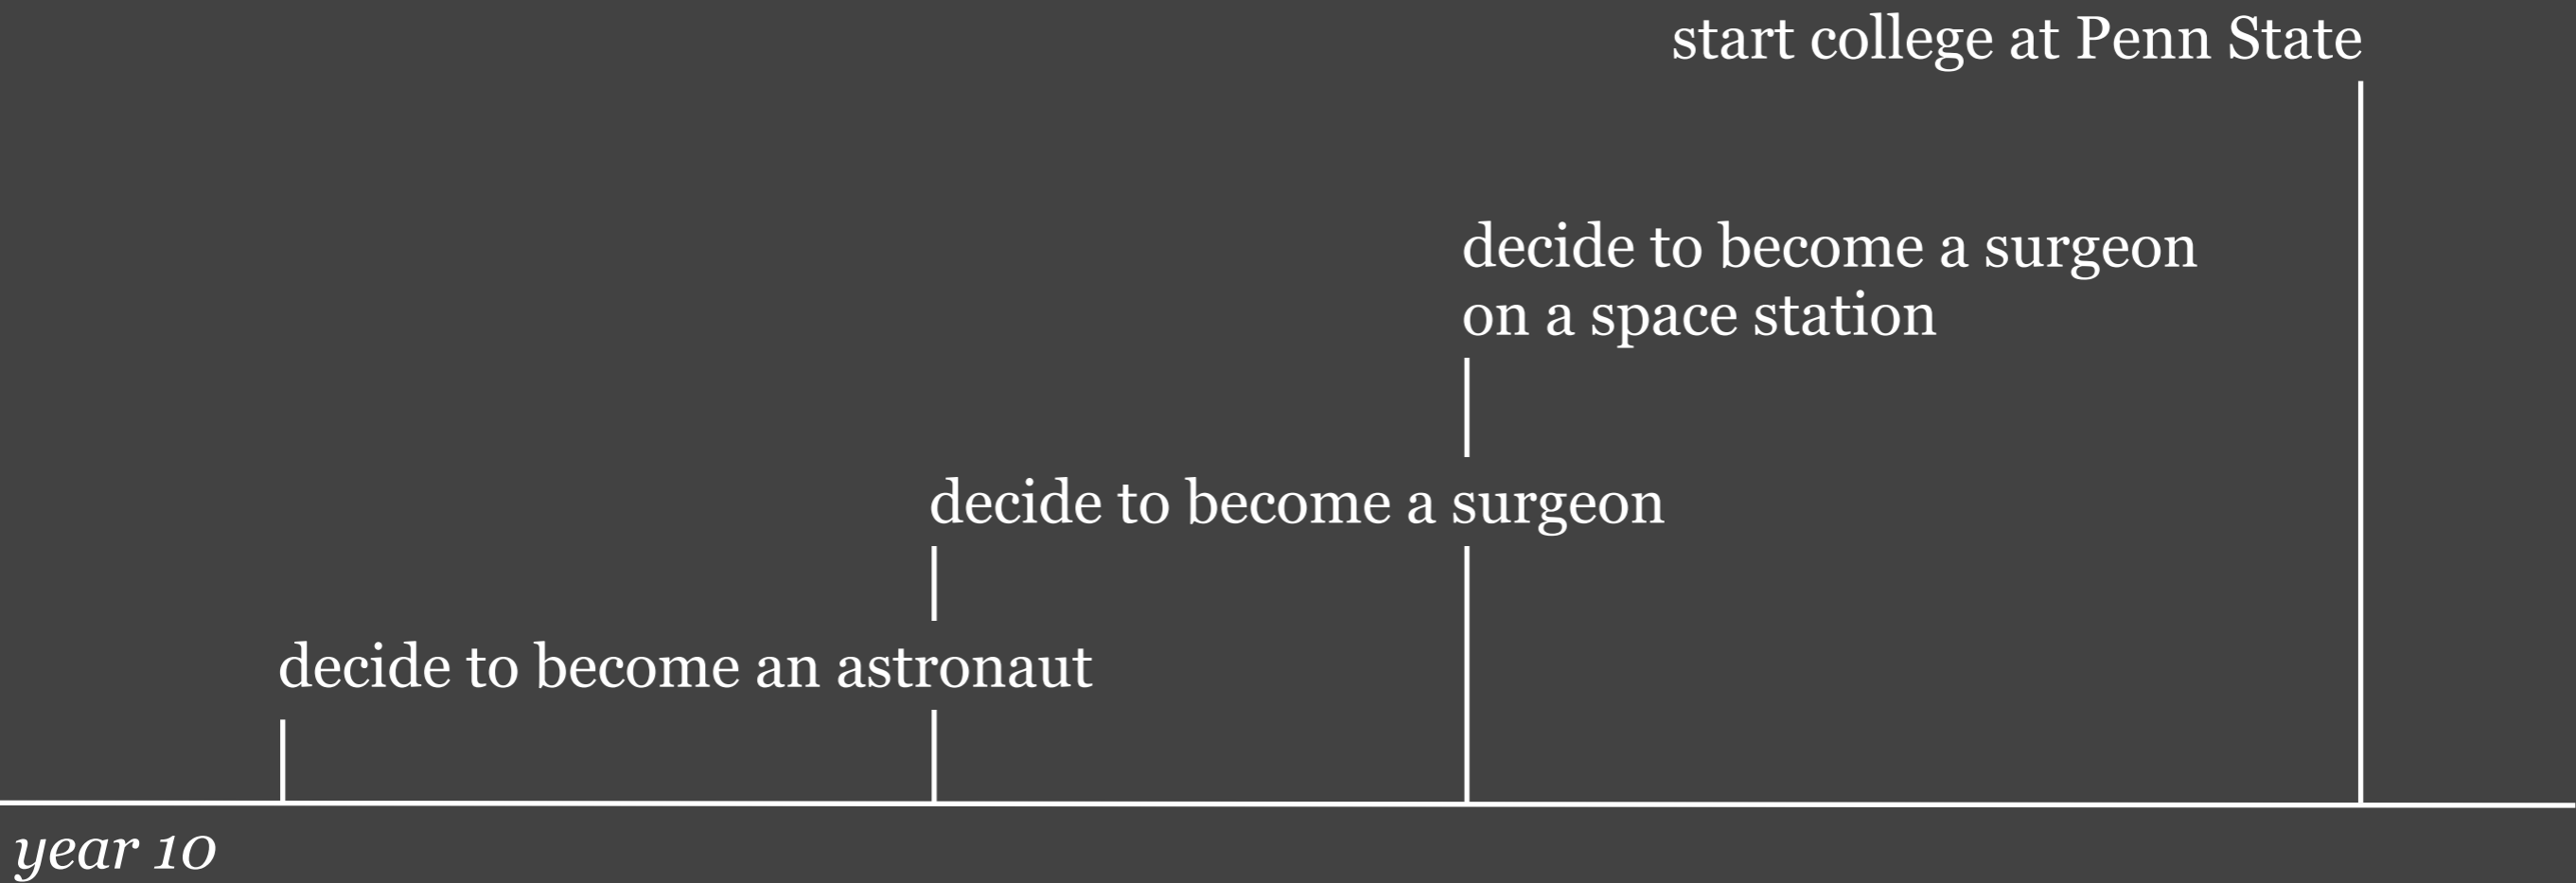 start college at Penn State
decide to become a surgeon
on a space station
decide to become a surgeon
decide to become an astronaut
year 10